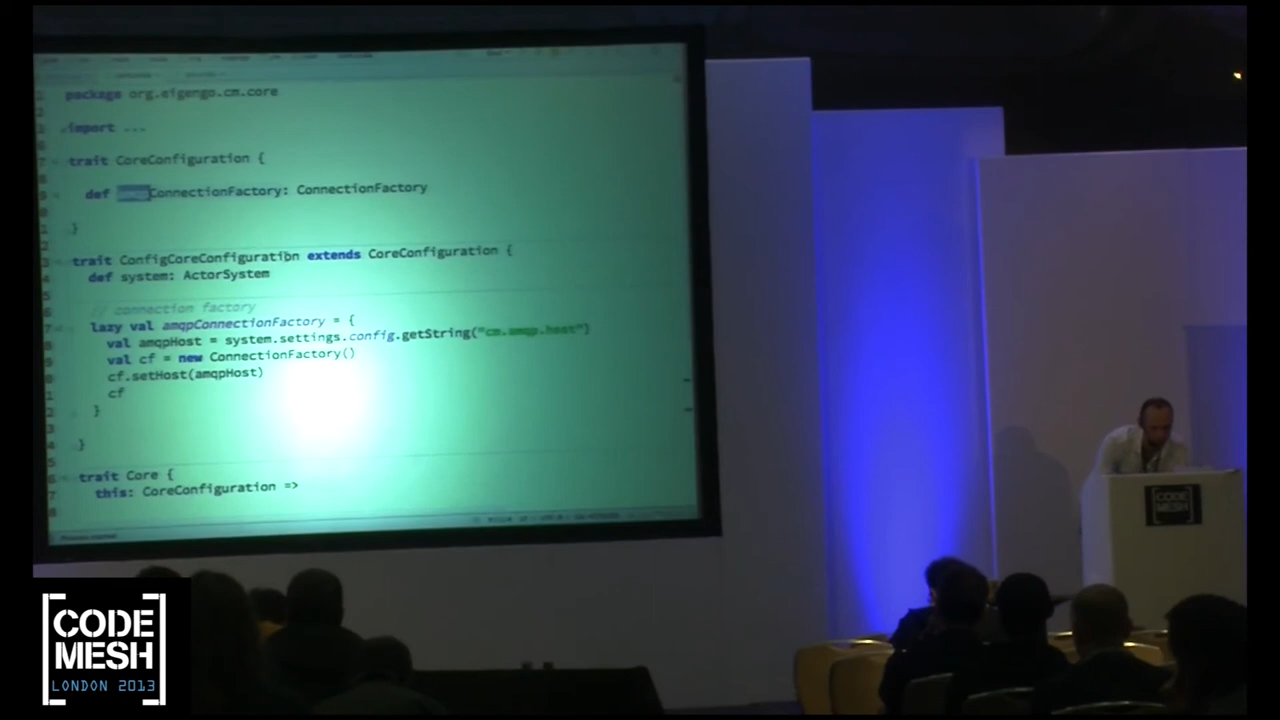 package org.eigengo.cm.core
import ...
trait CoreConfiguration {
def amqpConnectionFactory: ConnectionFactory
}
trait ConfigCoreConfiguration extends CoreConfiguration {
def system: ActorSystem
// connection factory
lazy val amqpConnectionFactory = {
val amqpHost = system.settings.config.getString("cm.amqp.host")
val cf = new ConnectionFactory()
cf.setHost(amqpHost)
cf
}
}
trait Core {
this: CoreConfiguration =>
CODE
MESH
CODE
MESH
LONDON 2013